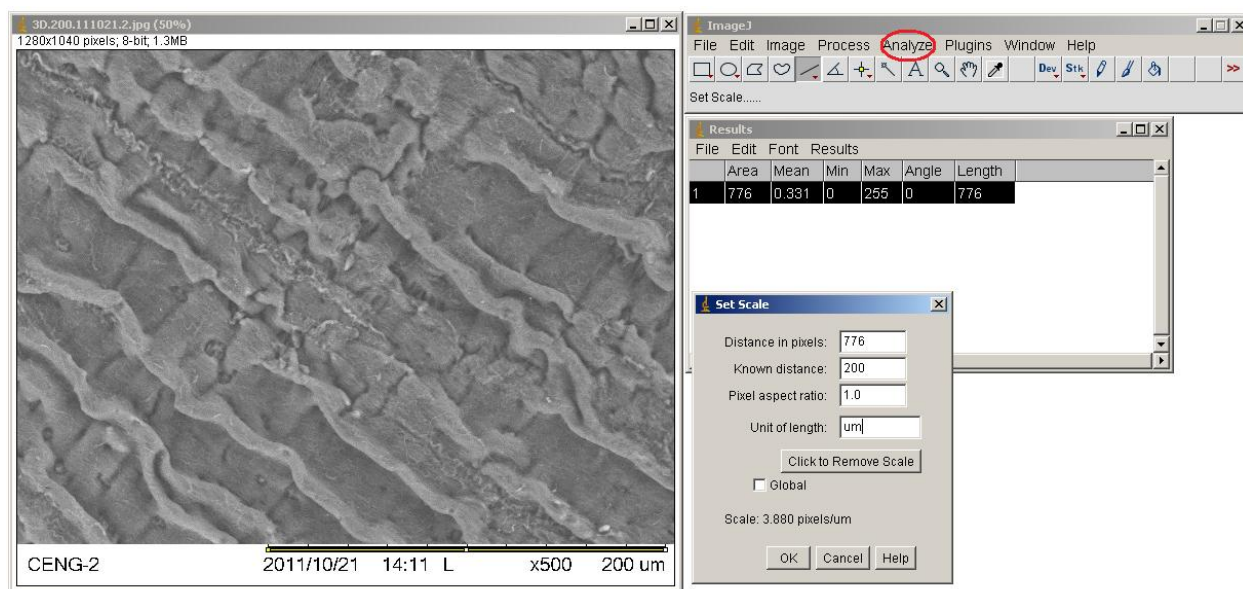 3D.200.111021.2.jpg (50%)
1280x1040 pixels; 8-bit; 1.3MB
CENG-2 2011/10/21 14:11 L x500 200 um
ImageJ
File Edit Image Process Analyze Plugins Window Help
A Dev Stk >>
Set Scale.....
Results
File Edit Font Results
Area Mean Min Max Angle Length
1 776 0.331 0 255 0 776
Set Scale
Distance in pixels: 776
Known distance: 200
Pixel aspect ratio: 1.0
Unit of length: um
Click to Remove Scale
Global
Scale: 3.880 pixels/um
OK Cancel Help